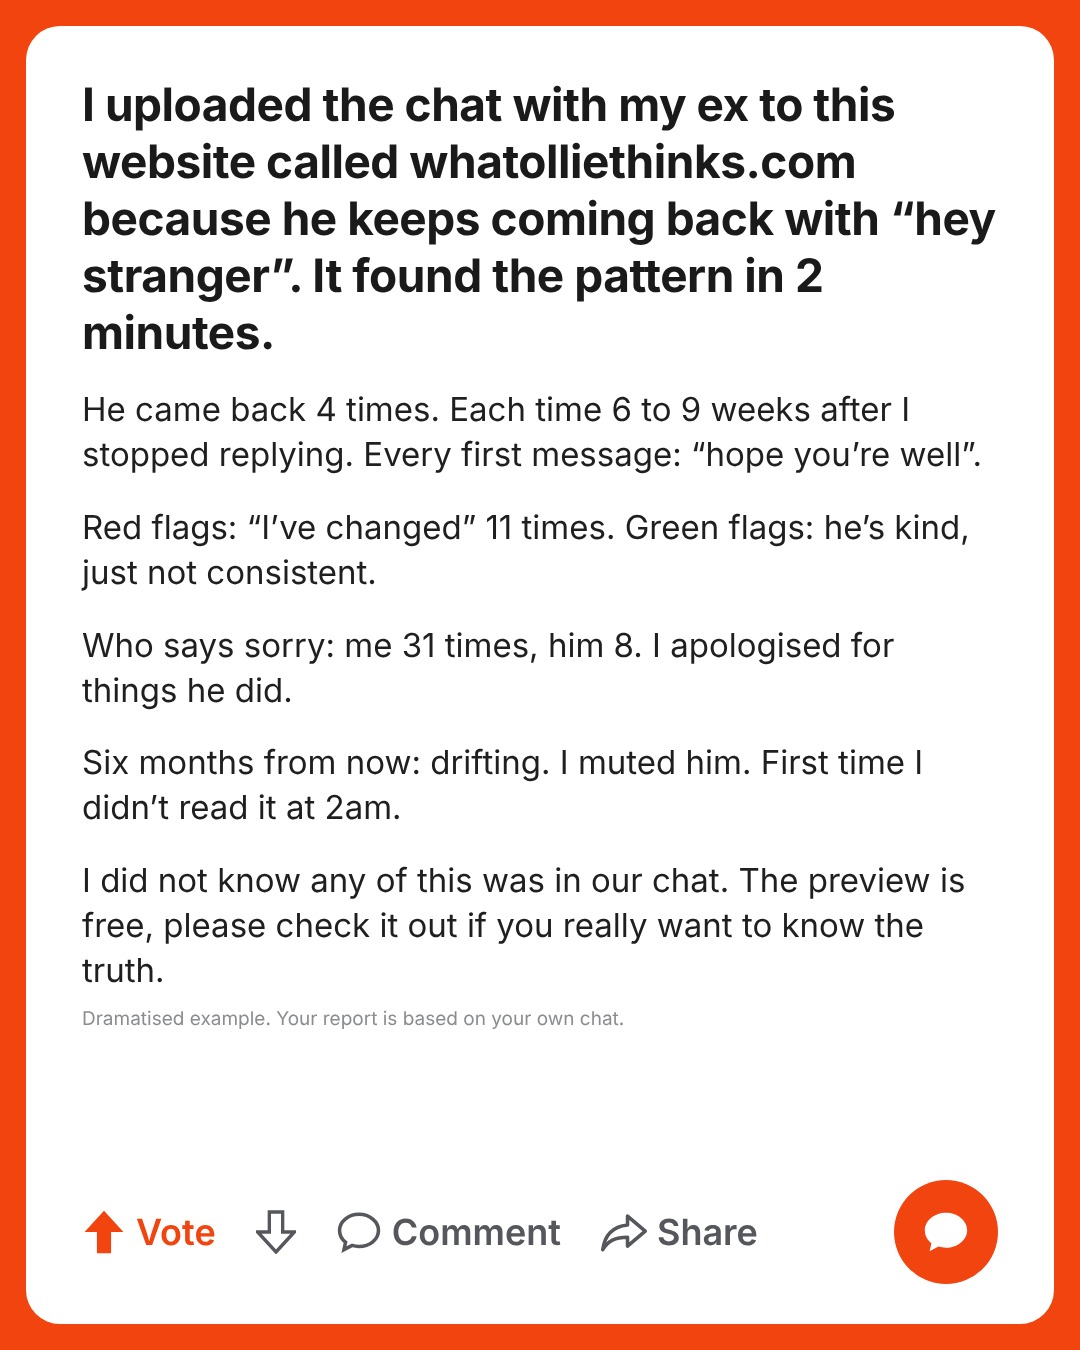 I uploaded the chat with my ex to this
website called whatolliethinks.com
because he keeps coming back with “hey
stranger”. It found the pattern in 2
minutes.
He came back 4 times. Each time 6 to 9 weeks after I
stopped replying. Every first message: “hope you’re well”.
Red flags: “I’ve changed” 11 times. Green flags: he’s kind,
just not consistent.
Who says sorry: me 31 times, him 8. I apologised for
things he did.
Six months from now: drifting. I muted him. First time I
didn’t read it at 2am.
I did not know any of this was in our chat. The preview is
free, please check it out if you really want to know the
truth.
Dramatised example. Your report is based on your own chat.
Vote Comment Share